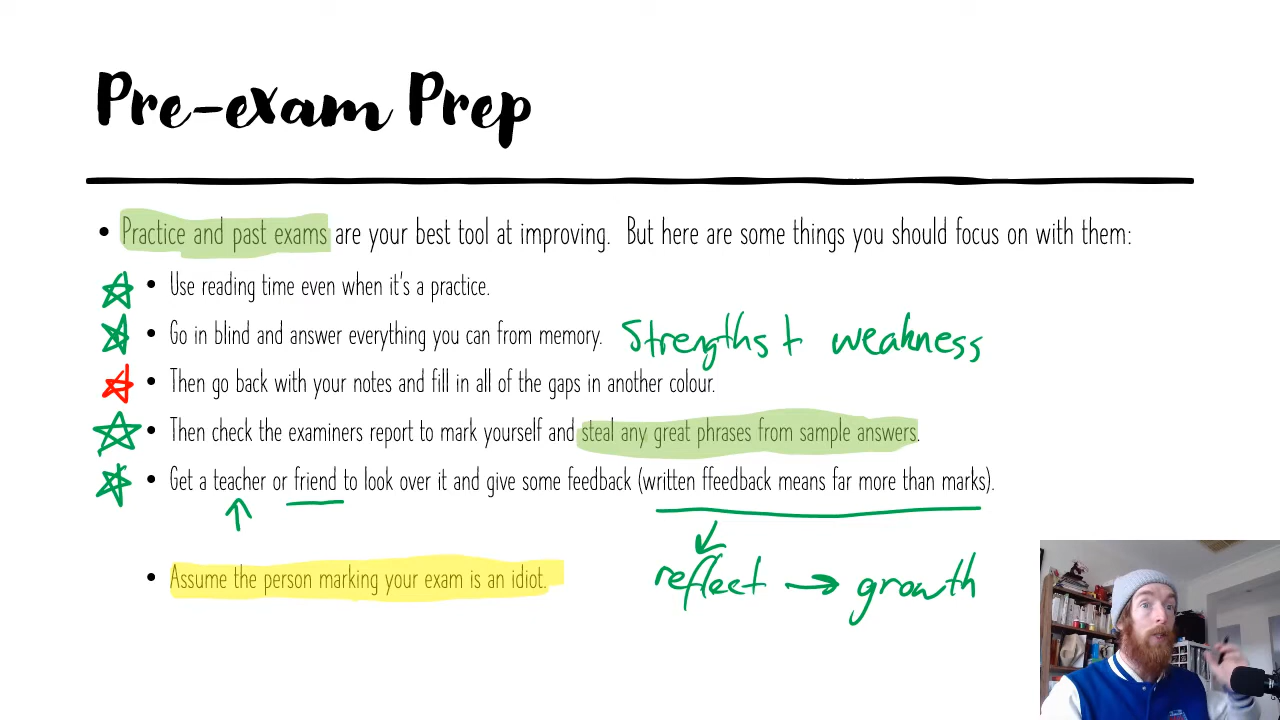 Pre-exam Prep
• Practice and past exams are your best tool at improving. But here are some things you should focus on with them:
• Use reading time even when it's a practice.
• Go in blind and answer everything you can from memory. Strengths + weakness
• Then go back with your notes and fill in all of the gaps in another colour.
• Then check the examiners report to mark yourself and steal any great phrases from sample answers.
• Get a teacher or friend to look over it and give some feedback (written ffeedback means far more than marks).
• Assume the person marking your exam is an idiot.
reflect → growth